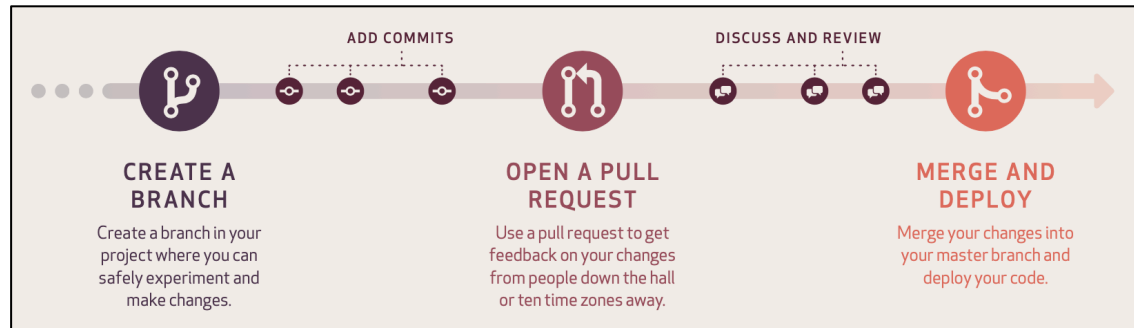 ADD COMMITS
DISCUSS AND REVIEW
CREATE A
BRANCH
Create a branch in your
project where you can
safely experiment and
make changes.
OPEN A PULL
REQUEST
Use a pull request to get
feedback on your changes
from people down the hall
or ten time zones away.
MERGE AND
DEPLOY
Merge your changes into
your master branch and
deploy your code.